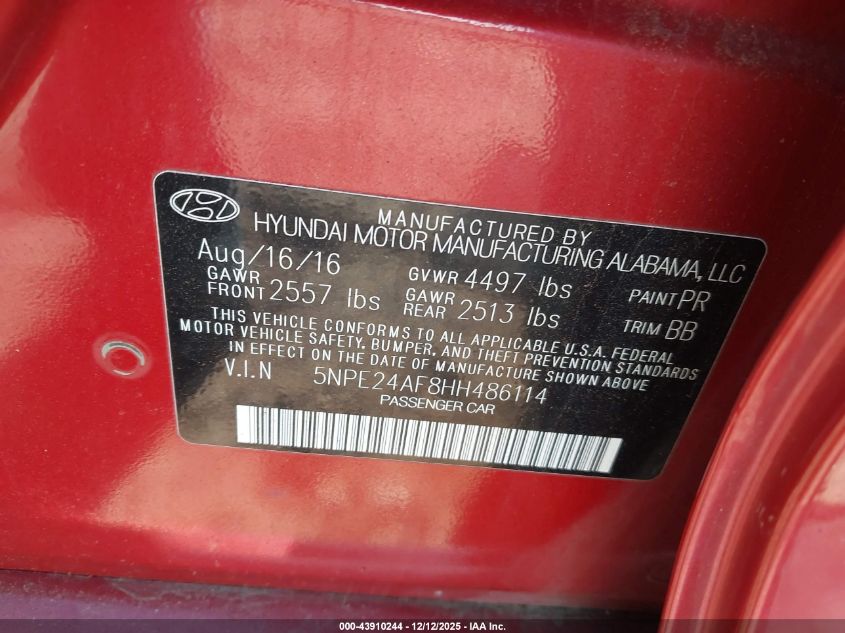 MANUFACTURED BY
HYUNDAI MOTOR MANUFACTURING ALABAMA, LLC
Aug/16/16 GVWR 4497 lbs PAINT PR
GAWR FRONT 2557 lbs GAWR REAR 2513 lbs TRIM BB
THIS VEHICLE CONFORMS TO ALL APPLICABLE U.S.A. FEDERAL
MOTOR VEHICLE SAFETY, BUMPER, AND THEFT PREVENTION STANDARDS
IN EFFECT ON THE DATE OF MANUFACTURE SHOWN ABOVE.
V.I.N 5NPE24AF8HH486114
PASSENGER CAR
000-43910244 - 12/12/2025 - IAA Inc.